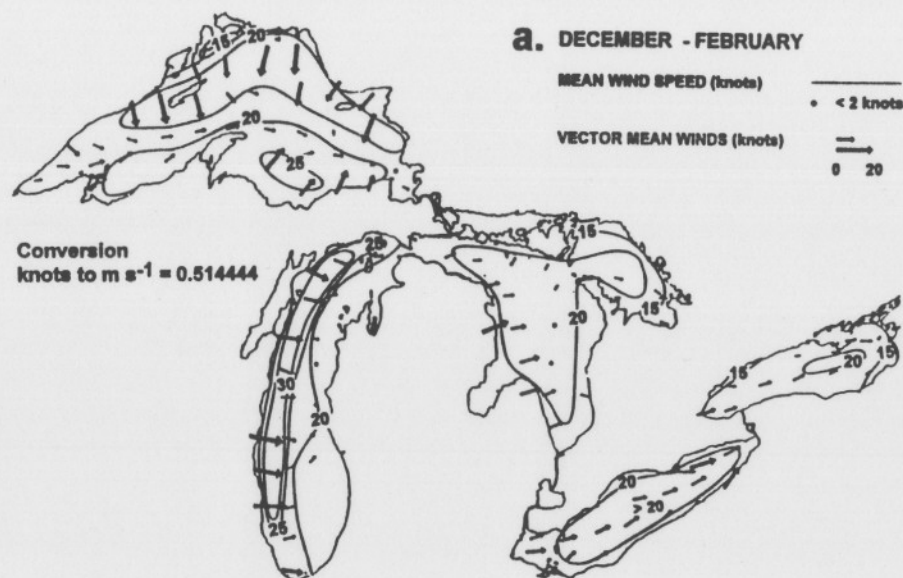 a. DECEMBER - FEBRUARY
MEAN WIND SPEED (knots)
< 2 knots
VECTOR MEAN WINDS (knots)
0 20
Conversion
knots to m s-1 = 0.514444
15
20
20
25
25
30
20
25
15
15
20
15
15
20
20
> 20